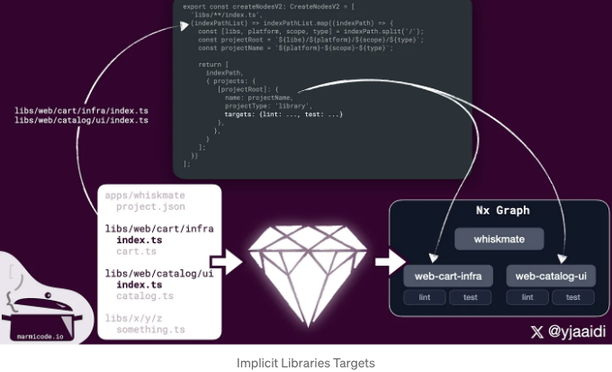 export const createNodesV2: CreateNodesV2 = [
'libs/**/index.ts',
(indexPathList) => indexPathList.map((indexPath) => {
const [libs, platform, scope, type] = indexPath.split('/');
const projectRoot = `${libs}/${platform}/${scope}/${type}`;
const projectName = `${platform}-${scope}-${type}`;
return [
indexPath,
{ projects: {
[projectRoot]: {
name: projectName,
projectType: 'library',
targets: {lint: ..., test: ...}
},
},
}
];
})
];
libs/web/cart/infra/index.ts
libs/web/catalog/ui/index.ts
apps/whiskmate
project.json
libs/web/cart/infra
index.ts
cart.ts
libs/web/catalog/ui
index.ts
catalog.ts
libs/x/y/z
something.ts
Nx Graph
whiskmate
web-cart-infra
web-catalog-ui
lint
test
lint
test
marmicode.io
X @yjaaidi
Implicit Libraries Targets